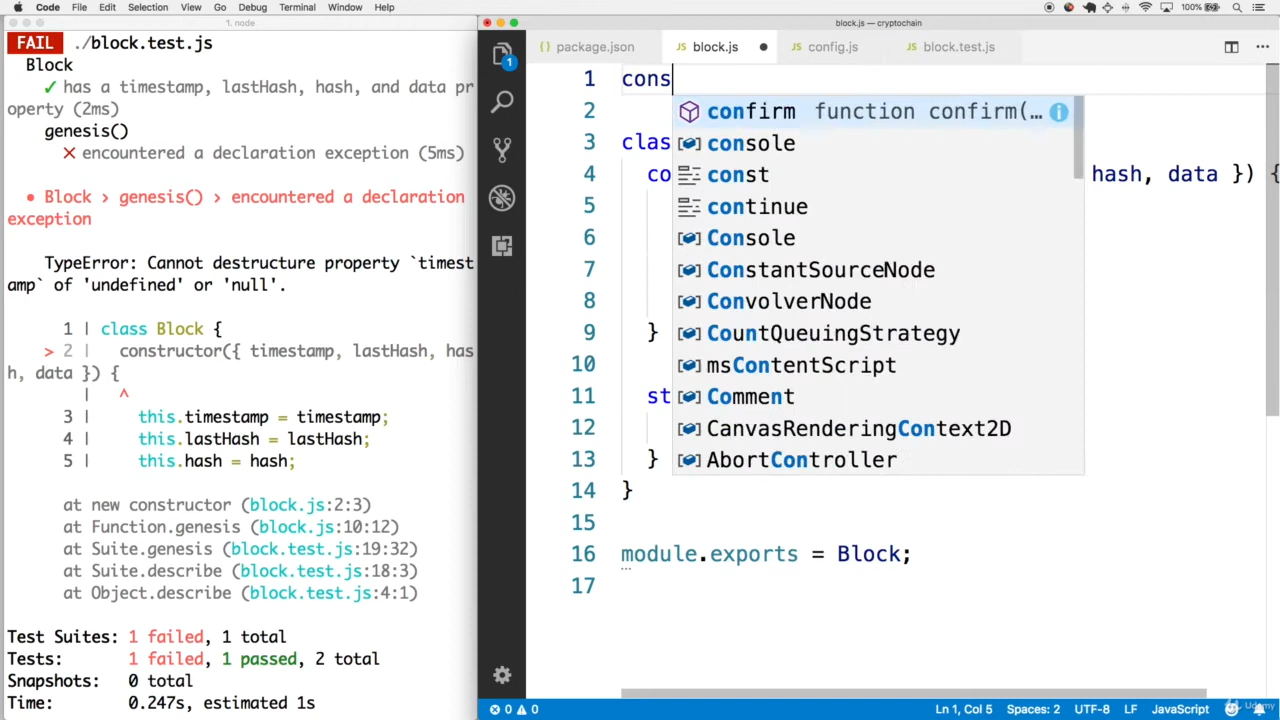 Code File Edit Selection View Go Debug Terminal Window Help 100%
1. node
block.js — cryptochain
FAIL ./block.test.js
Block
✓ has a timestamp, lastHash, hash, and data pr
operty (2ms)
genesis()
✕ encountered a declaration exception (5ms)
● Block › genesis() › encountered a declaration
exception
TypeError: Cannot destructure property `timest
amp` of 'undefined' or 'null'.
1 | class Block {
> 2 | constructor({ timestamp, lastHash, has
h, data }) {
| ^
3 | this.timestamp = timestamp;
4 | this.lastHash = lastHash;
5 | this.hash = hash;
at new constructor (block.js:2:3)
at Function.genesis (block.js:10:12)
at Suite.genesis (block.test.js:19:32)
at Suite.describe (block.test.js:18:3)
at Object.describe (block.test.js:4:1)
Test Suites: 1 failed, 1 total
Tests: 1 failed, 1 passed, 2 total
Snapshots: 0 total
Time: 0.247s, estimated 1s
1
{ } package.json JS block.js ● JS config.js JS block.test.js
1 cons
2
3 clas
4 co hash, data }) {
5
6
7
8
9 }
10
11 st
12
13 }
14 }
15
16 module.exports = Block;
17
confirm function confirm(…
console
const
continue
Console
ConstantSourceNode
ConvolverNode
CountQueuingStrategy
msContentScript
Comment
CanvasRenderingContext2D
AbortController
0 0 Ln 1, Col 5 Spaces: 2 UTF-8 LF JavaScript
Udemy